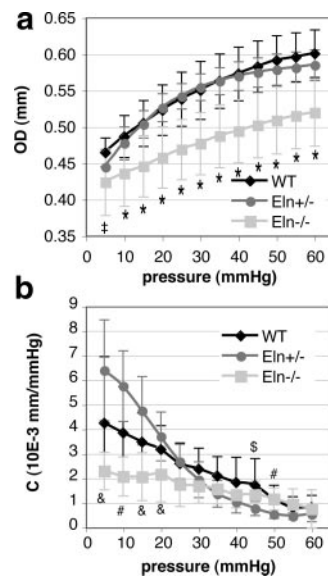 a
0.65
0.60
0.55
0.50
0.45
0.40
0.35
OD (mm)
‡ * * * * * * * * * * *
WT
Eln+/-
Eln-/-
0 10 20 30 40 50 60
pressure (mmHg)
b
9
8
7
6
5
4
3
2
1
0
C (10E-3 mm/mmHg)
WT
Eln+/-
Eln-/-
$ #
& # & &
0 10 20 30 40 50 60
pressure (mmHg)